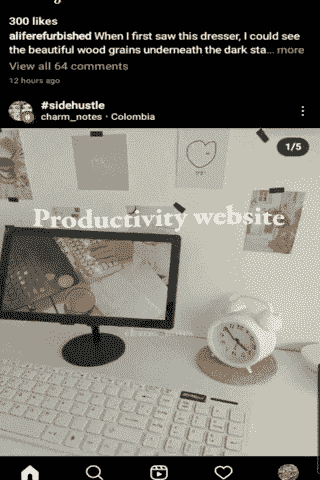 300 likes
aliferefurbished When I first saw this dresser, I could see
the beautiful wood grains underneath the dark sta... more
View all 64 comments
12 hours ago
#sidehustle
charm_notes • Colombia
1/5
Productivity website